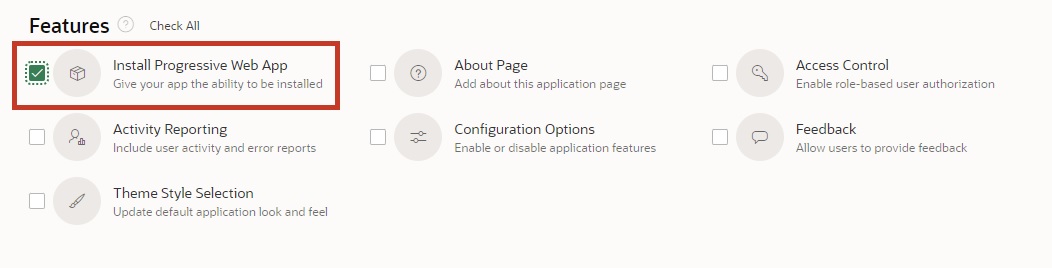 Features ? Check All
Install Progressive Web App
Give your app the ability to be installed
About Page
Add about this application page
Access Control
Enable role-based user authorization
Activity Reporting
Include user activity and error reports
Configuration Options
Enable or disable application features
Feedback
Allow users to provide feedback
Theme Style Selection
Update default application look and feel